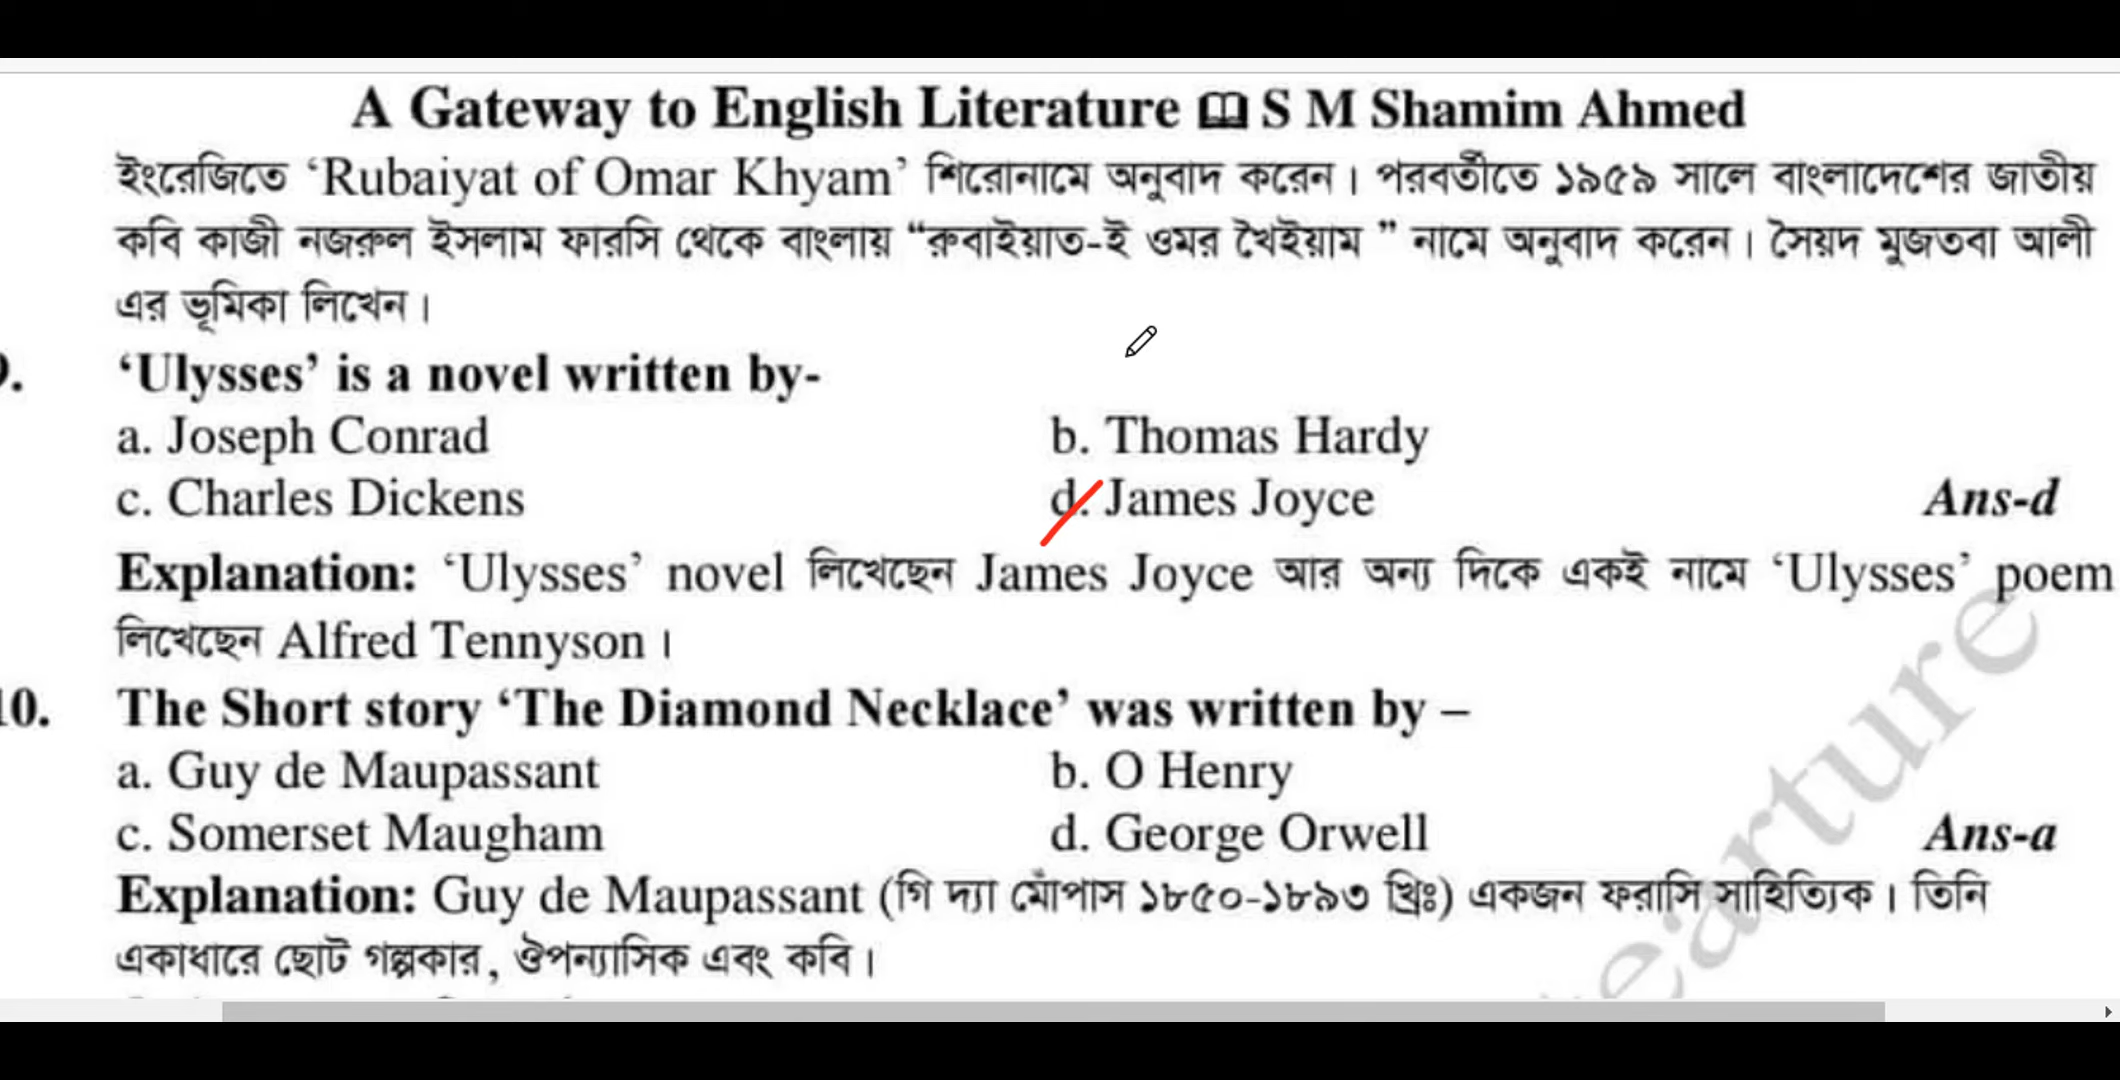 A Gateway to English Literature 🕮 S M Shamim Ahmed
ইংরেজিতে ‘Rubaiyat of Omar Khyam’ শিরোনামে অনুবাদ করেন। পরবর্তীতে ১৯৫৯ সালে বাংলাদেশের জাতীয়
কবি কাজী নজরুল ইসলাম ফারসি থেকে বাংলায় “রুবাইয়াত-ই ওমর খৈইয়াম ” নামে অনুবাদ করেন। সৈয়দ মুজতবা আলী
এর ভূমিকা লিখেন।
‘Ulysses’ is a novel written by-
a. Joseph Conrad b. Thomas Hardy
c. Charles Dickens d. James Joyce Ans-d
Explanation: ‘Ulysses’ novel লিখেছেন James Joyce আর অন্য দিকে একই নামে ‘Ulysses’ poem
লিখেছেন Alfred Tennyson।
10. The Short story ‘The Diamond Necklace’ was written by –
a. Guy de Maupassant b. O Henry
c. Somerset Maugham d. George Orwell Ans-a
Explanation: Guy de Maupassant (গি দ্যা মোঁপাস ১৮৫০-১৮৯৩ খ্রিঃ) একজন ফরাসি সাহিত্যিক। তিনি
একাধারে ছোট গল্পকার, ঔপন্যাসিক এবং কবি।